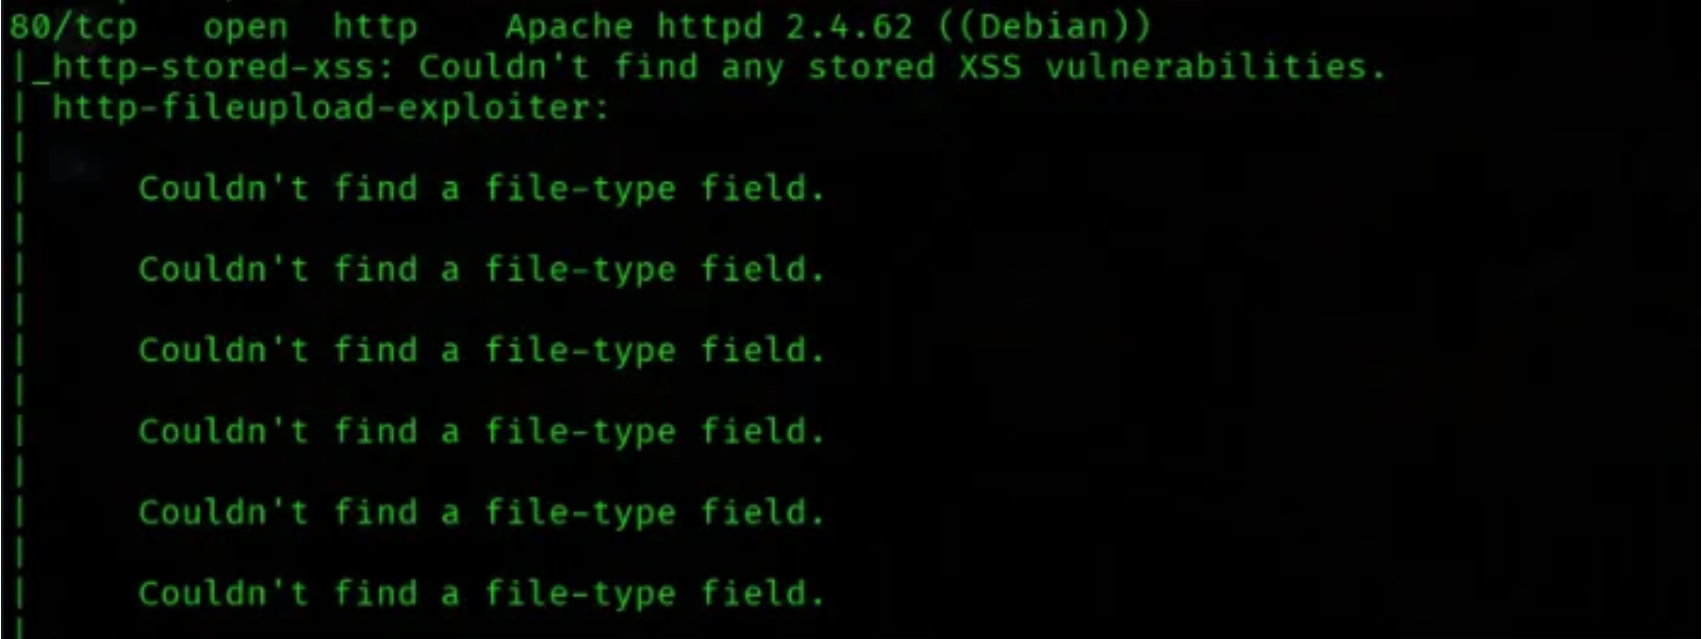 80/tcp open http Apache httpd 2.4.62 ((Debian))
|_http-stored-xss: Couldn't find any stored XSS vulnerabilities.
| http-fileupload-exploiter:
|
| Couldn't find a file-type field.
|
| Couldn't find a file-type field.
|
| Couldn't find a file-type field.
|
| Couldn't find a file-type field.
|
| Couldn't find a file-type field.
|
| Couldn't find a file-type field.
|